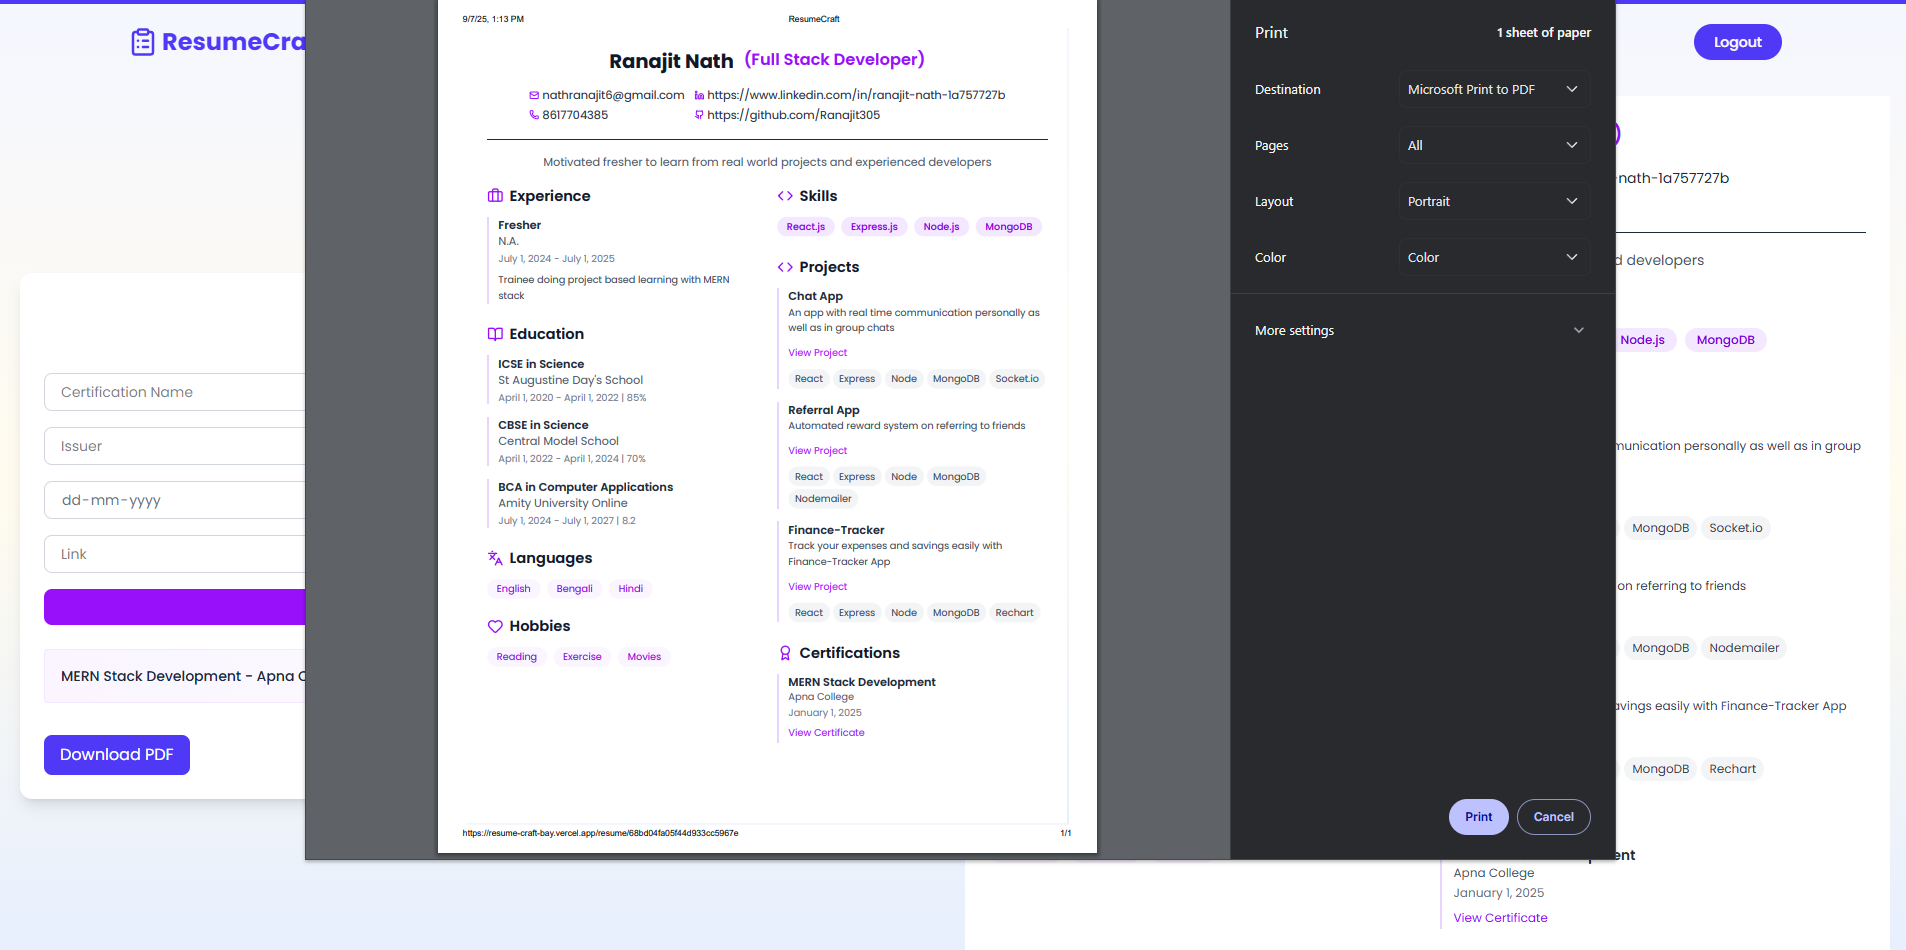 ResumeCra
Certification Name
Issuer
dd-mm-yyyy
Link
MERN Stack Development - Apna C
Download PDF
9/7/25, 1:13 PM
ResumeCraft
Ranajit Nath (Full Stack Developer)
nathranajit6@gmail.com https://www.linkedin.com/in/ranajit-nath-1a757727b
8617704385 https://github.com/Ranajit305
Motivated fresher to learn from real world projects and experienced developers
Experience
Fresher
N.A.
July 1, 2024 - July 1, 2025
Trainee doing project based learning with MERN
stack
Education
ICSE in Science
St Augustine Day's School
April 1, 2020 - April 1, 2022 | 85%
CBSE in Science
Central Model School
April 1, 2022 - April 1, 2024 | 70%
BCA in Computer Applications
Amity University Online
July 1, 2024 - July 1, 2027 | 8.2
Languages
English Bengali Hindi
Hobbies
Reading Exercise Movies
Skills
React.js Express.js Node.js MongoDB
Projects
Chat App
An app with real time communication personally as
well as in group chats
View Project
React Express Node MongoDB Socket.io
Referral App
Automated reward system on referring to friends
View Project
React Express Node MongoDB
Nodemailer
Finance-Tracker
Track your expenses and savings easily with
Finance-Tracker App
View Project
React Express Node MongoDB Rechart
Certifications
MERN Stack Development
Apna College
January 1, 2025
View Certificate
https://resume-craft-bay.vercel.app/resume/68bd04fa05f44d933cc5967e
1/1
Print
1 sheet of paper
Destination Microsoft Print to PDF
Pages All
Layout Portrait
Color Color
More settings
Print Cancel
Logout
-nath-1a757727b
d developers
Node.js MongoDB
munication personally as well as in group
MongoDB Socket.io
on referring to friends
MongoDB Nodemailer
avings easily with Finance-Tracker App
MongoDB Rechart
ent
Apna College
January 1, 2025
View Certificate